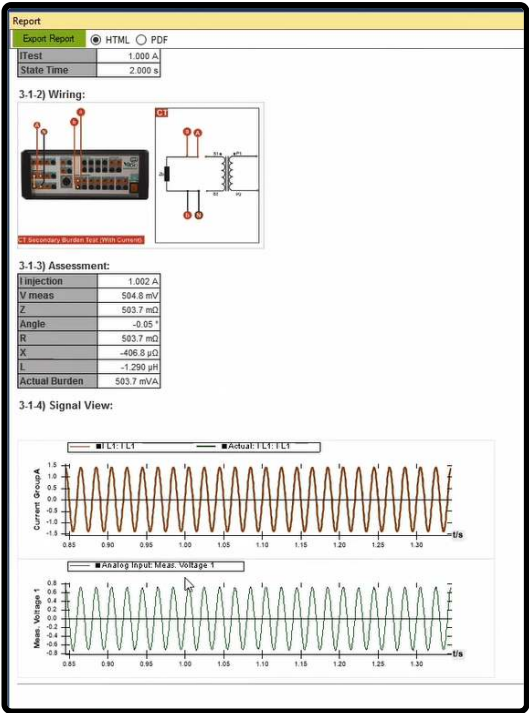 Report
Export Report HTML PDF
ITest 1.000 A
State Time 2.000 s
3-1-2) Wiring:
CT
CT Secondary Burden Test (With Current)
3-1-3) Assessment:
I injection 1.002 A
V meas 504.8 mV
Z 503.7 mΩ
Angle -0.05 °
R 503.7 mΩ
X -406.8 µΩ
L -1.290 µH
Actual Burden 503.7 mVA
3-1-4) Signal View:
I L1: I L1 Actual: I L1: I L1
Current Group A
1.5
1.0
0.5
0.0
-0.5
-1.0
-1.5
0.85 0.90 0.95 1.00 1.05 1.10 1.15 1.20 1.25 1.30 t/s
Analog Input: Meas. Voltage 1
Meas. Voltage 1
0.8
0.6
0.4
0.2
0.0
-0.2
-0.4
-0.6
-0.8
0.85 0.90 0.95 1.00 1.05 1.10 1.15 1.20 1.25 1.30 t/s